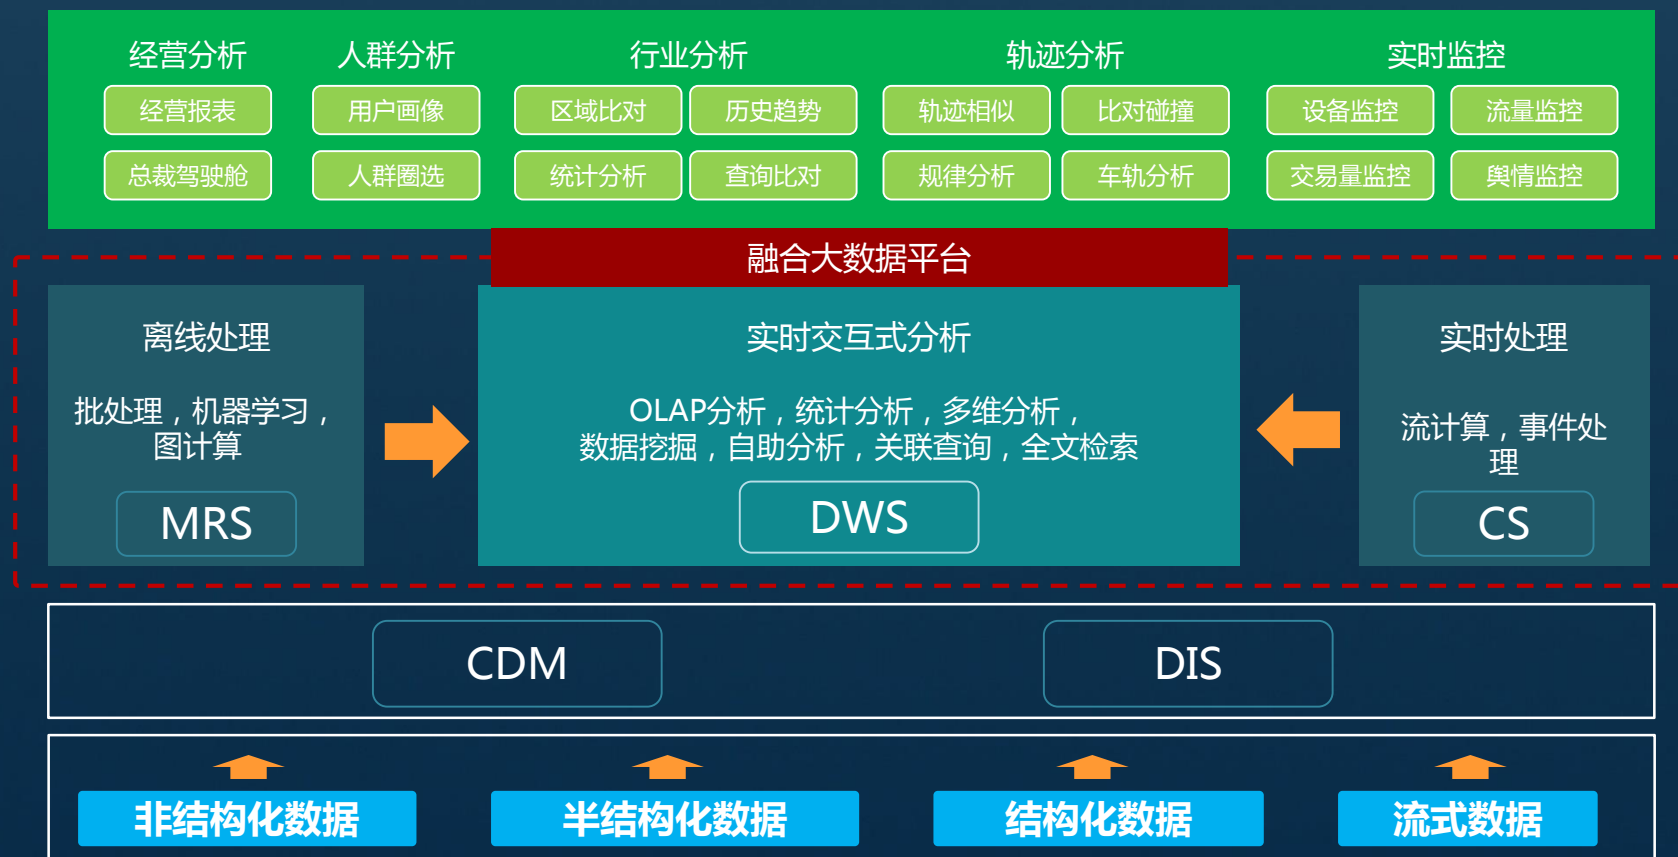 经营分析
人群分析
行业分析
轨迹分析
实时监控
经营报表
用户画像
区域比对
历史趋势
轨迹相似
比对碰撞
设备监控
流量监控
总裁驾驶舱
人群圈选
统计分析
查询比对
规律分析
车轨分析
交易量监控
舆情监控
融合大数据平台
离线处理
批处理，机器学习，
图计算
MRS
实时交互式分析
OLAP分析，统计分析，多维分析，
数据挖掘，自助分析，关联查询，全文检索
DWS
实时处理
流计算，事件处
理
CS
CDM
DIS
非结构化数据
半结构化数据
结构化数据
流式数据